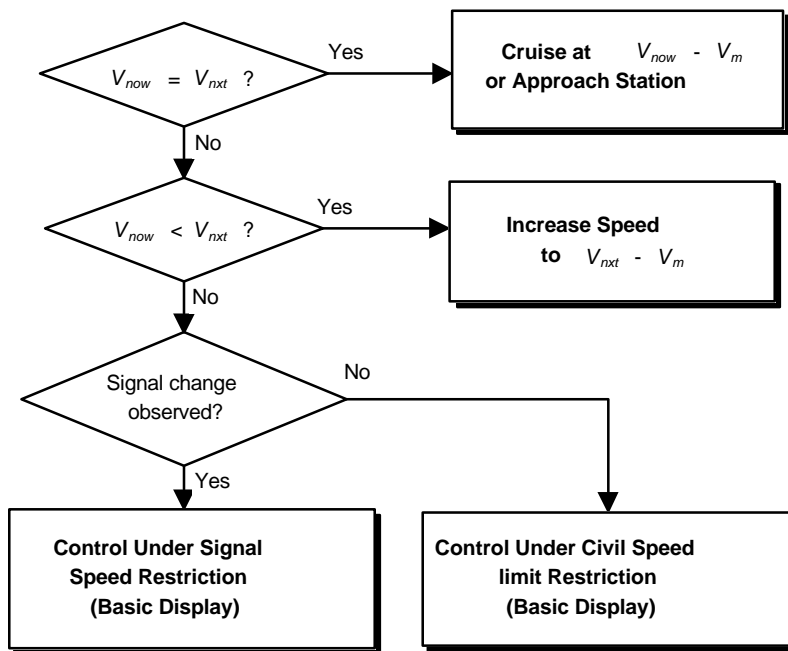 Yes
Cruise at V_now - V_m
or Approach Station
V_now = V_nxt ?
No
Yes
V_now < V_nxt ?
Increase Speed
to V_nxt - V_m
No
Signal change
observed?
No
Yes
Control Under Signal
Speed Restriction
(Basic Display)
Control Under Civil Speed
limit Restriction
(Basic Display)